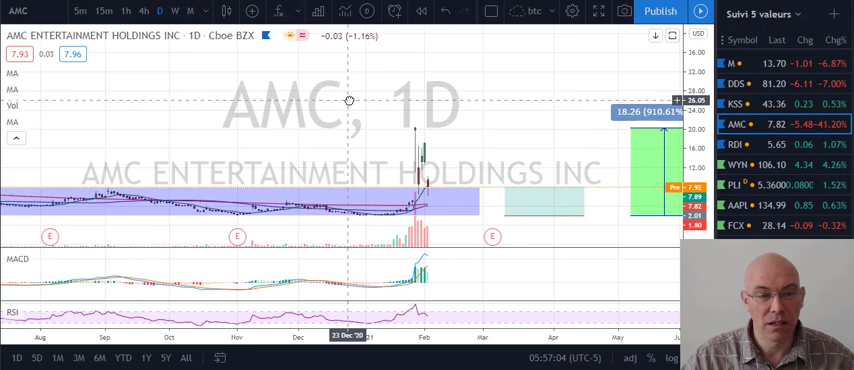 AMC 5m 15m 1h 4h D W M btc Publish
AMC ENTERTAINMENT HOLDINGS INC · 1D · Cboe BZX −0.03 (−1.16%)
7.93 0.03 7.96
MA
MA
Vol
MA
AMC, 1D
AMC ENTERTAINMENT HOLDINGS INC
18.26 (910.61%
USD
36.00
32.00
28.00
26.05
20.00
16.00
12.00
Pre 7.92
7.89
7.82
2.01
1.80
E E E
MACD
RSI
Aug Sep Oct Nov Dec 23 Dec '20 21 Feb Mar Apr May Ju
1D 5D 1M 3M 6M YTD 1Y 5Y All 05:57:04 (UTC-5) adj % log
Suivi 5 valeurs
Symbol Last Chg Chg
M 13.70 −1.01 −6.87%
DDS 81.20 −6.11 −7.00%
KSS 43.36 0.23 0.53%
AMC 7.82 −5.48 −41.20%
RDI 5.65 0.06 1.07%
WYN 106.10 4.34 4.26%
PLI D 5.3600 0.0800 1.52%
AAPL 134.99 0.85 0.63%
FCX 28.14 −0.09 −0.32%